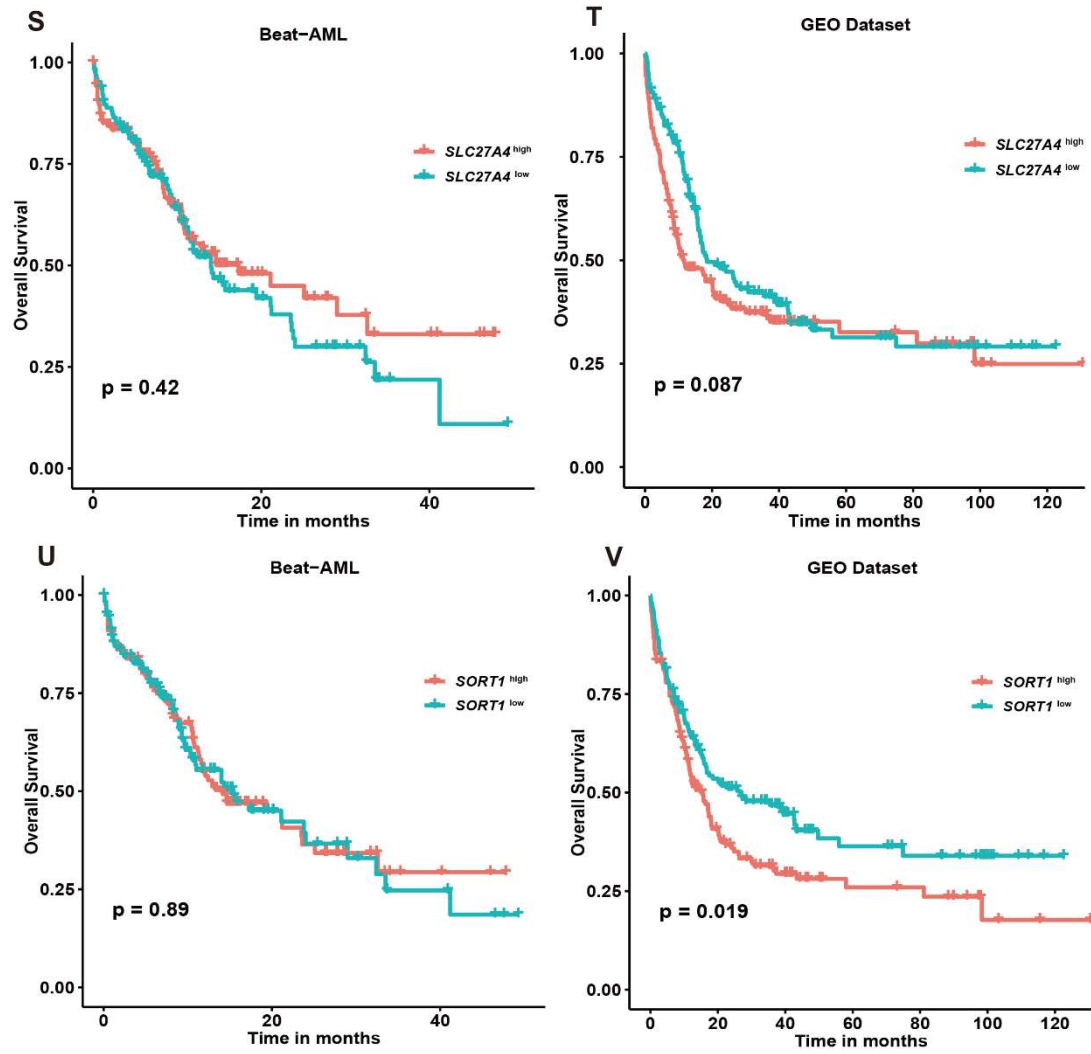 S
Beat-AML
1.00
0.75
0.50
0.25
0.00
Overall Survival
SLC27A4 high
SLC27A4 low
p = 0.42
0 20 40
Time in months
T
GEO Dataset
1.00
0.75
0.50
0.25
0.00
Overall Survival
SLC27A4 high
SLC27A4 low
p = 0.087
0 20 40 60 80 100 120
Time in months
U
Beat-AML
1.00
0.75
0.50
0.25
0.00
Overall Survival
SORT1 high
SORT1 low
p = 0.89
0 20 40
Time in months
V
GEO Dataset
1.00
0.75
0.50
0.25
0.00
Overall Survival
SORT1 high
SORT1 low
p = 0.019
0 20 40 60 80 100 120
Time in months